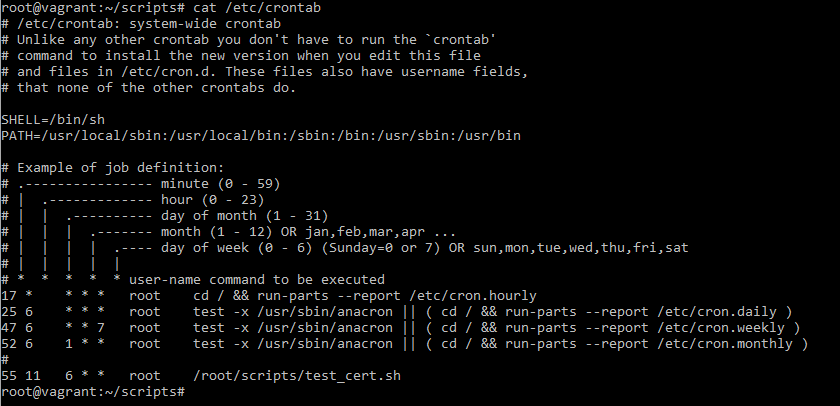 root@vagrant:~/scripts# cat /etc/crontab
# /etc/crontab: system-wide crontab
# Unlike any other crontab you don't have to run the `crontab'
# command to install the new version when you edit this file
# and files in /etc/cron.d. These files also have username fields,
# that none of the other crontabs do.

SHELL=/bin/sh
PATH=/usr/local/sbin:/usr/local/bin:/sbin:/bin:/usr/sbin:/usr/bin

# Example of job definition:
# .---------------- minute (0 - 59)
# |  .------------- hour (0 - 23)
# |  |  .---------- day of month (1 - 31)
# |  |  |  .------- month (1 - 12) OR jan,feb,mar,apr ...
# |  |  |  |  .---- day of week (0 - 6) (Sunday=0 or 7) OR sun,mon,tue,wed,thu,fri,sat
# |  |  |  |  |
# *  *  *  *  * user-name command to be executed
17 *    * * *   root    cd / && run-parts --report /etc/cron.hourly
25 6    * * *   root    test -x /usr/sbin/anacron || ( cd / && run-parts --report /etc/cron.daily )
47 6    * * 7   root    test -x /usr/sbin/anacron || ( cd / && run-parts --report /etc/cron.weekly )
52 6    1 * *   root    test -x /usr/sbin/anacron || ( cd / && run-parts --report /etc/cron.monthly )
#
55 11   6 * *   root    /root/scripts/test_cert.sh
root@vagrant:~/scripts#